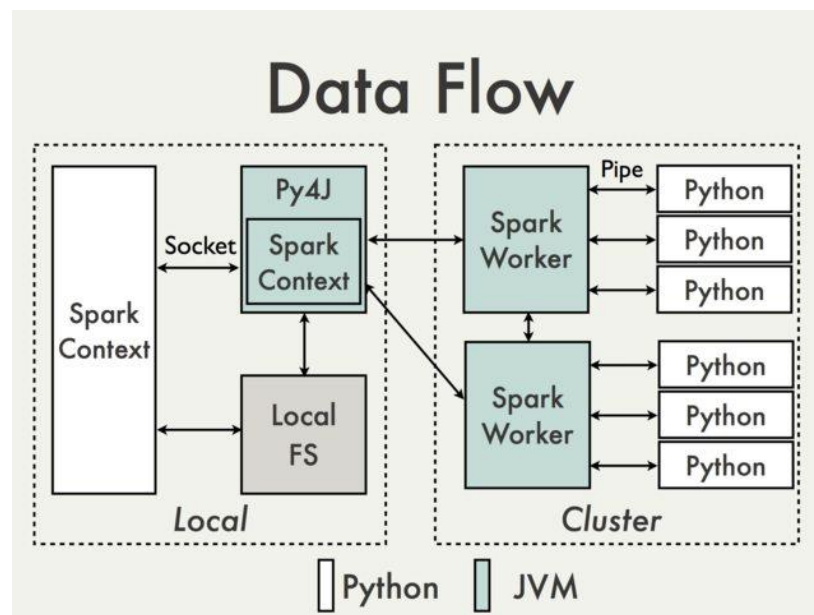 Data Flow
Spark
Context
Socket
Py4J
Spark
Context
Local
FS
Local
Spark
Worker
Pipe
Python
Python
Python
Spark
Worker
Python
Python
Python
Cluster
Python
JVM